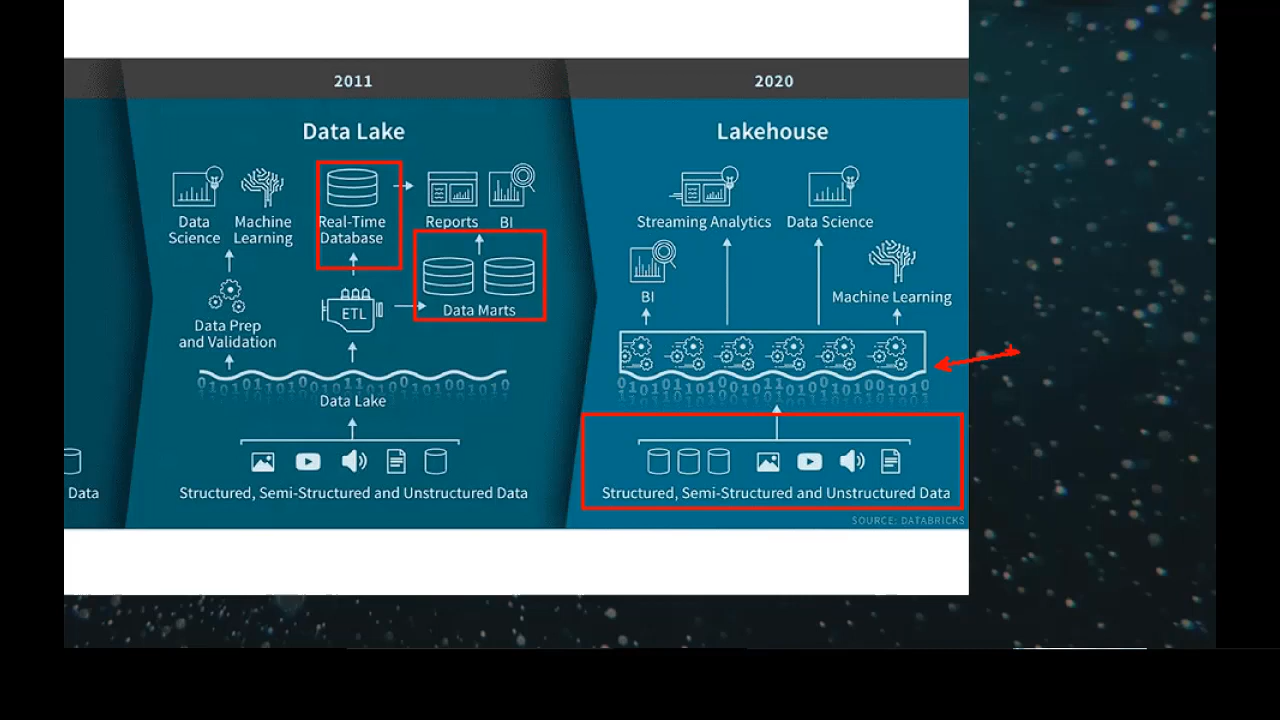 2011
2020
Data Lake
Lakehouse
Data
Science
Machine
Learning
Real-Time
Database
Reports
BI
Streaming Analytics
Data Science
BI
Machine Learning
ETL
Data Marts
Data Prep
and Validation
Data Lake
Data
Structured, Semi-Structured and Unstructured Data
Structured, Semi-Structured and Unstructured Data
SOURCE: DATABRICKS